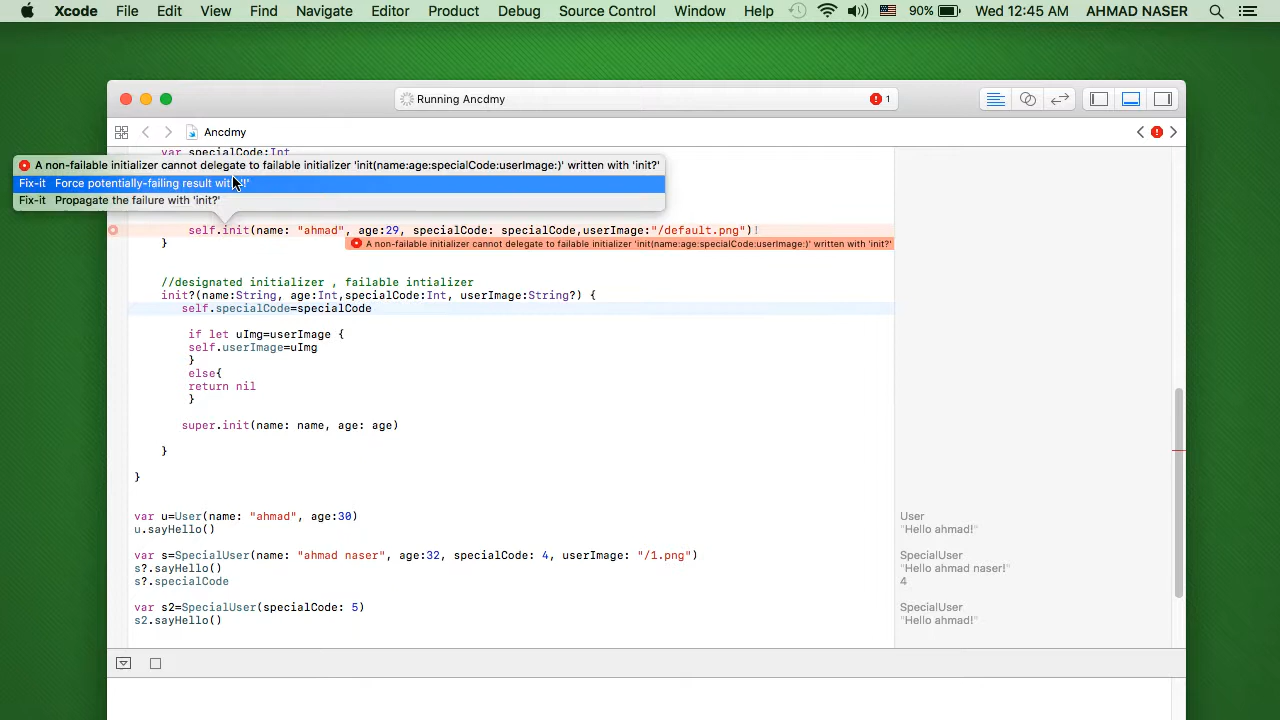 Xcode File Edit View Find Navigate Editor Product Debug Source Control Window Help 90% Wed 12:45 AM AHMAD NASER
Running Ancdmy 1
Ancdmy
var specialCode:Int
A non-failable initializer cannot delegate to failable initializer 'init(name:age:specialCode:userImage:)' written with 'init?'
Fix-it Force potentially-failing result with '!'
Fix-it Propagate the failure with 'init?'
self.init(name: "ahmad", age:29, specialCode: specialCode,userImage:"/default.png")!
}
A non-failable initializer cannot delegate to failable initializer 'init(name:age:specialCode:userImage:)' written with 'init?'
//designated initializer , failable intializer
init?(name:String, age:Int,specialCode:Int, userImage:String?) {
self.specialCode=specialCode
if let uImg=userImage {
self.userImage=uImg
}
else{
return nil
}
super.init(name: name, age: age)
}
}
var u=User(name: "ahmad", age:30) User
u.sayHello() "Hello ahmad!"
var s=SpecialUser(name: "ahmad naser", age:32, specialCode: 4, userImage: "/1.png") SpecialUser
s?.sayHello() "Hello ahmad naser!"
s?.specialCode 4
var s2=SpecialUser(specialCode: 5) SpecialUser
s2.sayHello() "Hello ahmad!"